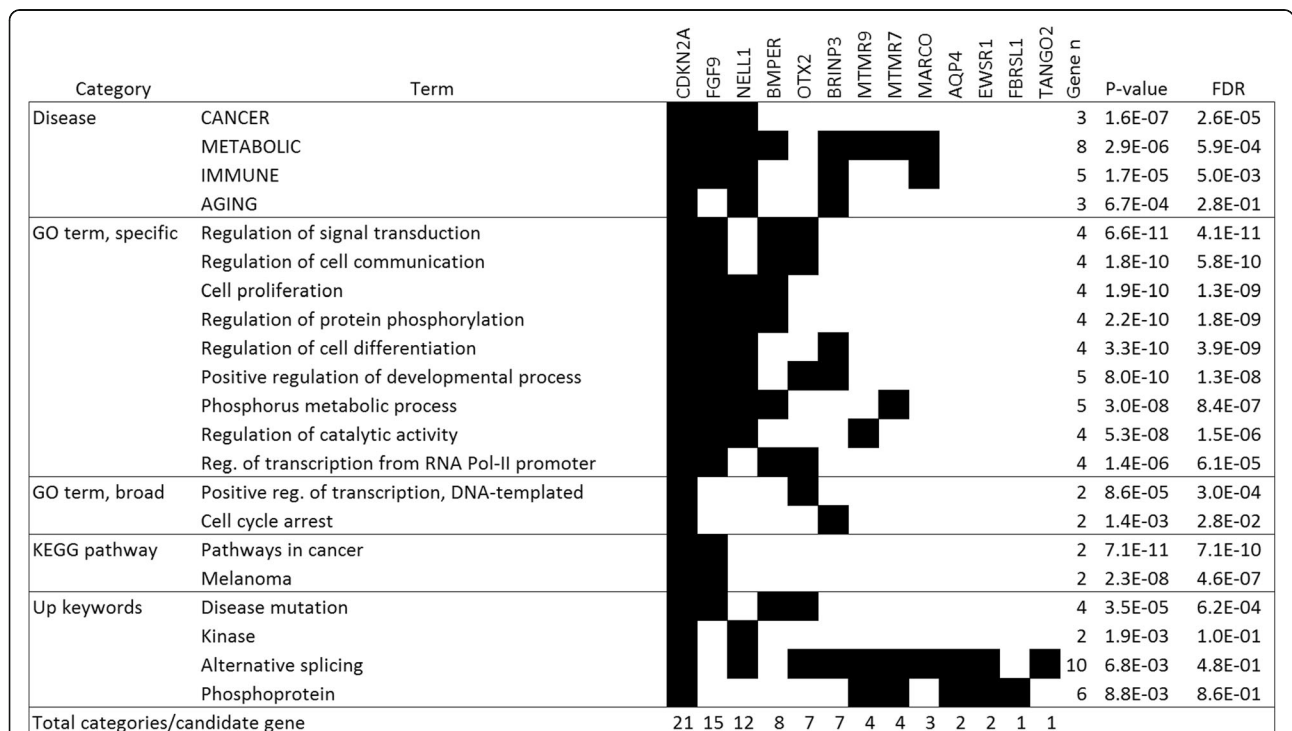 Category Term CDKN2A FGF9 NELL1 BMPER OTX2 BRINP3 MTMR9 MTMR7 MARCO AQP4 EWSR1 FBRSL1 TANGO2 Gene n P-value FDR
Disease CANCER 3 1.6E-07 2.6E-05
METABOLIC 8 2.9E-06 5.9E-04
IMMUNE 5 1.7E-05 5.0E-03
AGING 3 6.7E-04 2.8E-01
GO term, specific Regulation of signal transduction 4 6.6E-11 4.1E-11
Regulation of cell communication 4 1.8E-10 5.8E-10
Cell proliferation 4 1.9E-10 1.3E-09
Regulation of protein phosphorylation 4 2.2E-10 1.8E-09
Regulation of cell differentiation 4 3.3E-10 3.9E-09
Positive regulation of developmental process 5 8.0E-10 1.3E-08
Phosphorus metabolic process 5 3.0E-08 8.4E-07
Regulation of catalytic activity 4 5.3E-08 1.5E-06
Reg. of transcription from RNA Pol-II promoter 4 1.4E-06 6.1E-05
GO term, broad Positive reg. of transcription, DNA-templated 2 8.6E-05 3.0E-04
Cell cycle arrest 2 1.4E-03 2.8E-02
KEGG pathway Pathways in cancer 2 7.1E-11 7.1E-10
Melanoma 2 2.3E-08 4.6E-07
Up keywords Disease mutation 4 3.5E-05 6.2E-04
Kinase 2 1.9E-03 1.0E-01
Alternative splicing 10 6.8E-03 4.8E-01
Phosphoprotein 6 8.8E-03 8.6E-01
Total categories/candidate gene 21 15 12 8 7 7 4 4 3 2 2 1 1